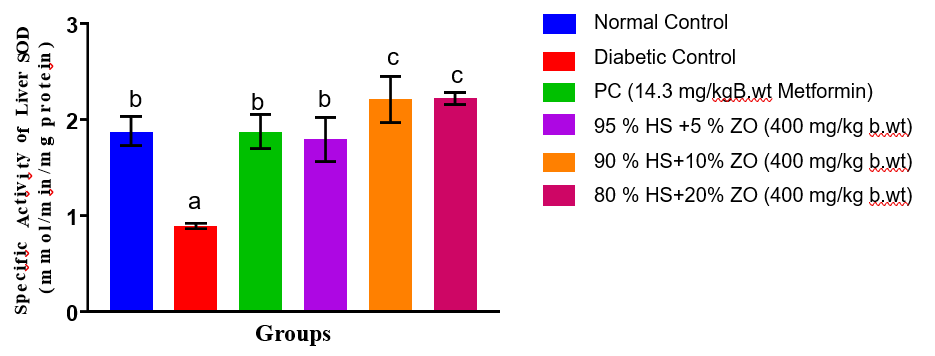 Specific Activity of Liver SOD
(mmol/min/mg protein)
3
2
1
0
b
a
b
b
c
c
Groups
Normal Control
Diabetic Control
PC (14.3 mg/kgB.wt Metformin)
95 % HS +5 % ZO (400 mg/kg b.wt)
90 % HS+10% ZO (400 mg/kg b.wt)
80 % HS+20% ZO (400 mg/kg b.wt)